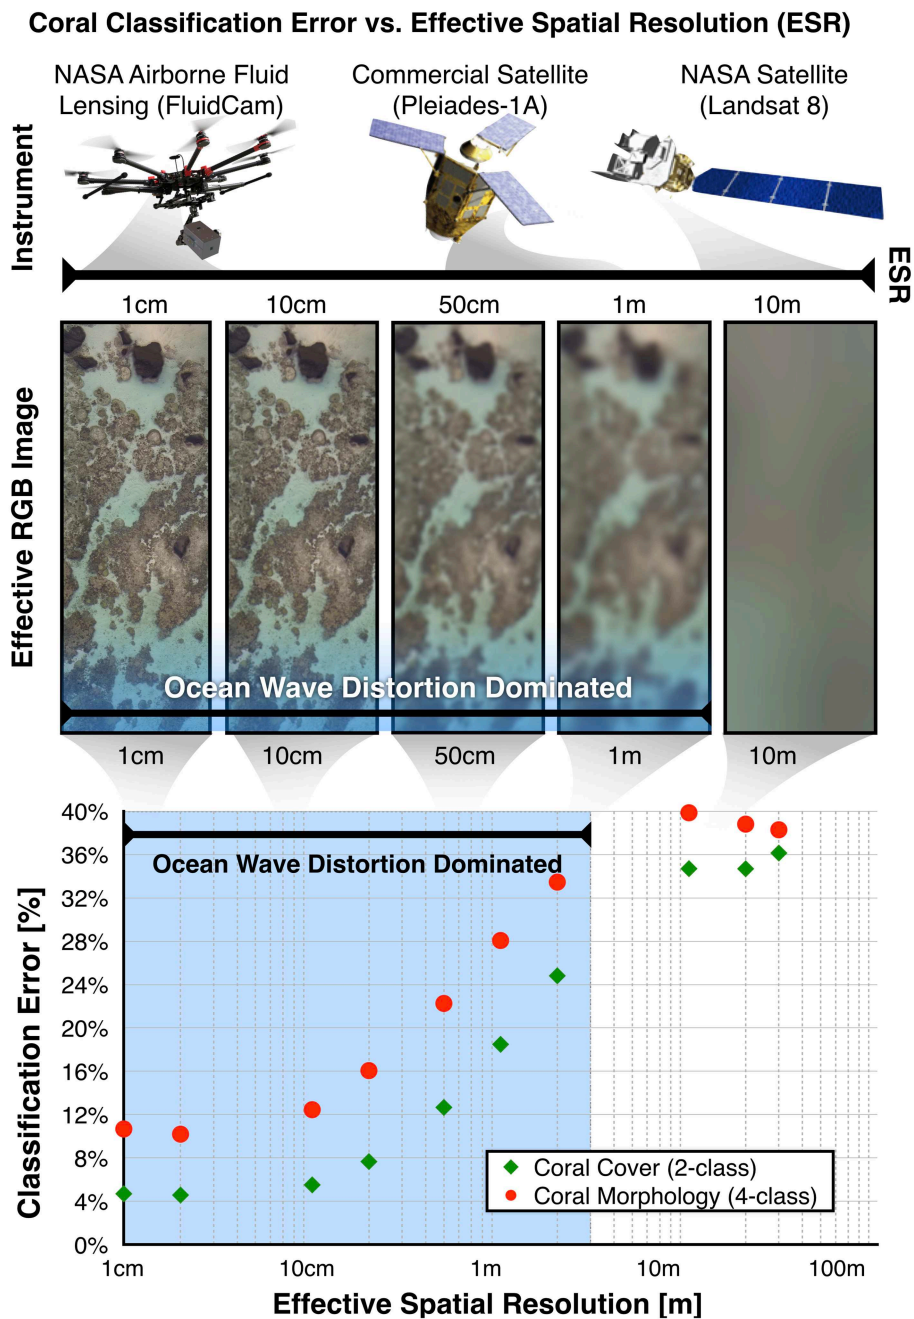 Coral Classification Error vs. Effective Spatial Resolution (ESR)
NASA Airborne Fluid
Lensing (FluidCam)
Commercial Satellite
(Pleiades-1A)
NASA Satellite
(Landsat 8)
Instrument
ESR
1cm 10cm 50cm 1m 10m
Effective RGB Image
Ocean Wave Distortion Dominated
1cm 10cm 50cm 1m 10m
Classification Error [%]
40%
36%
32%
28%
24%
20%
16%
12%
8%
4%
0%
Ocean Wave Distortion Dominated
Coral Cover (2-class)
Coral Morphology (4-class)
1cm 10cm 1m 10m 100m
Effective Spatial Resolution [m]